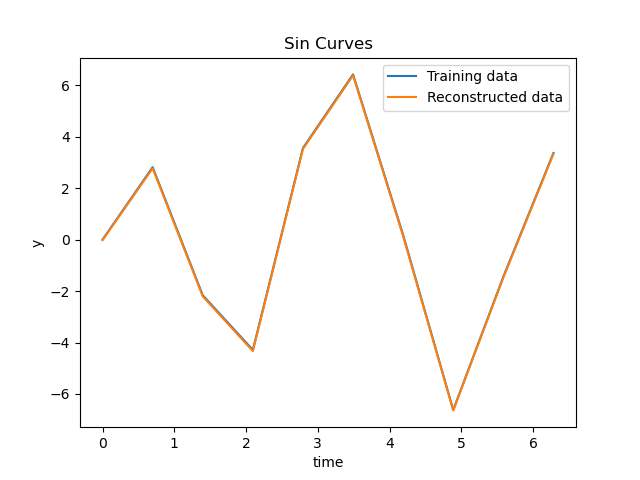 Sin Curves
Training data
Reconstructed data
6
4
2
0
−2
−4
−6
y
0 1 2 3 4 5 6
time